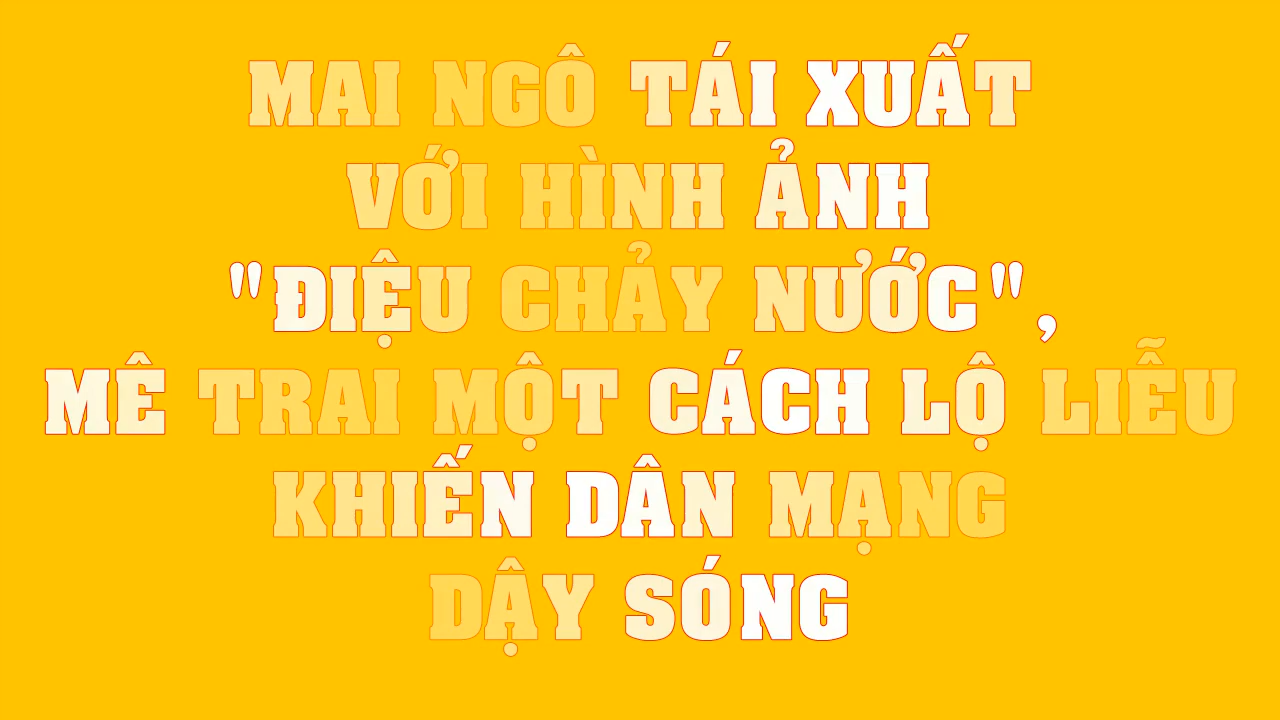 MAI NGÔ TÁI XUẤT
VỚI HÌNH ẢNH
"ĐIỆU CHẢY NƯỚC",
MÊ TRAI MỘT CÁCH LỘ LIỄU
KHIẾN DÂN MẠNG
DẬY SÓNG